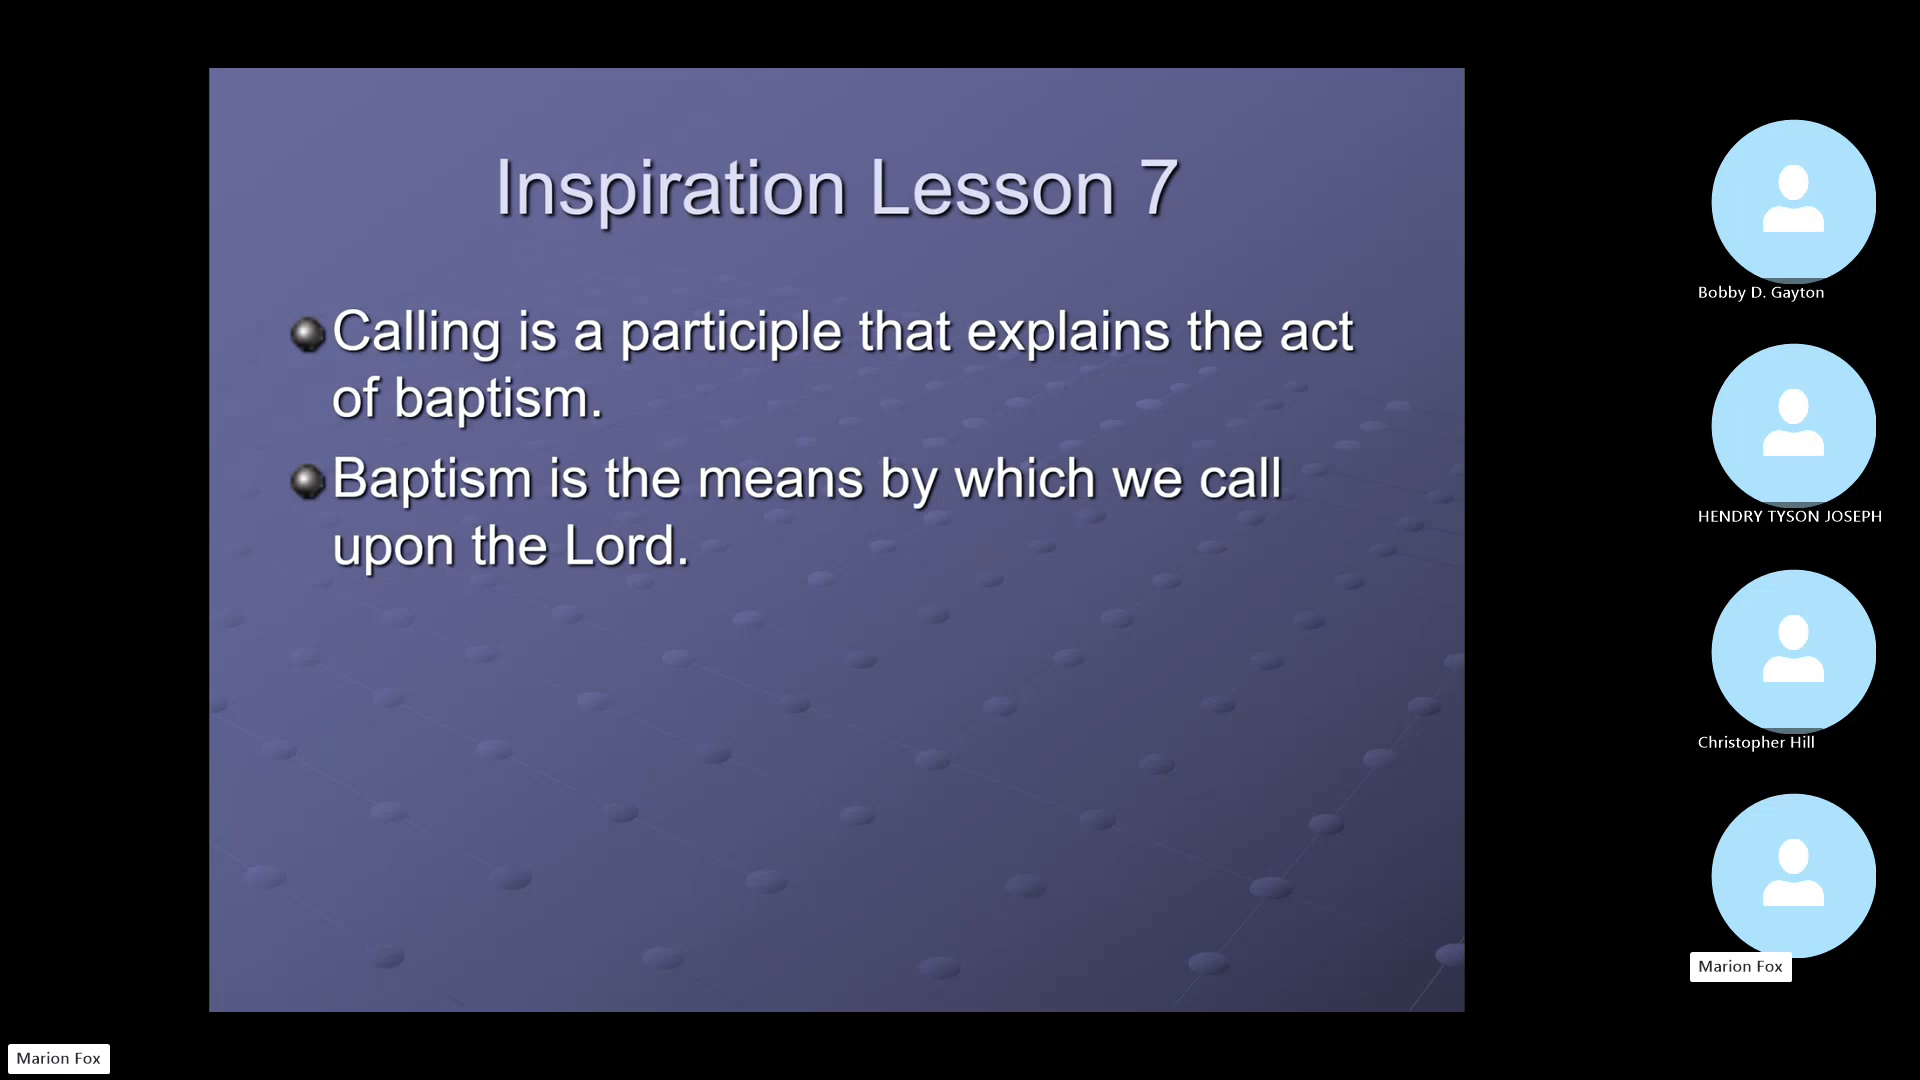 Inspiration Lesson 7
Calling is a participle that explains the act
of baptism.
Baptism is the means by which we call
upon the Lord.
Bobby D. Gayton
HENDRY TYSON JOSEPH
Christopher Hill
Marion Fox
Marion Fox